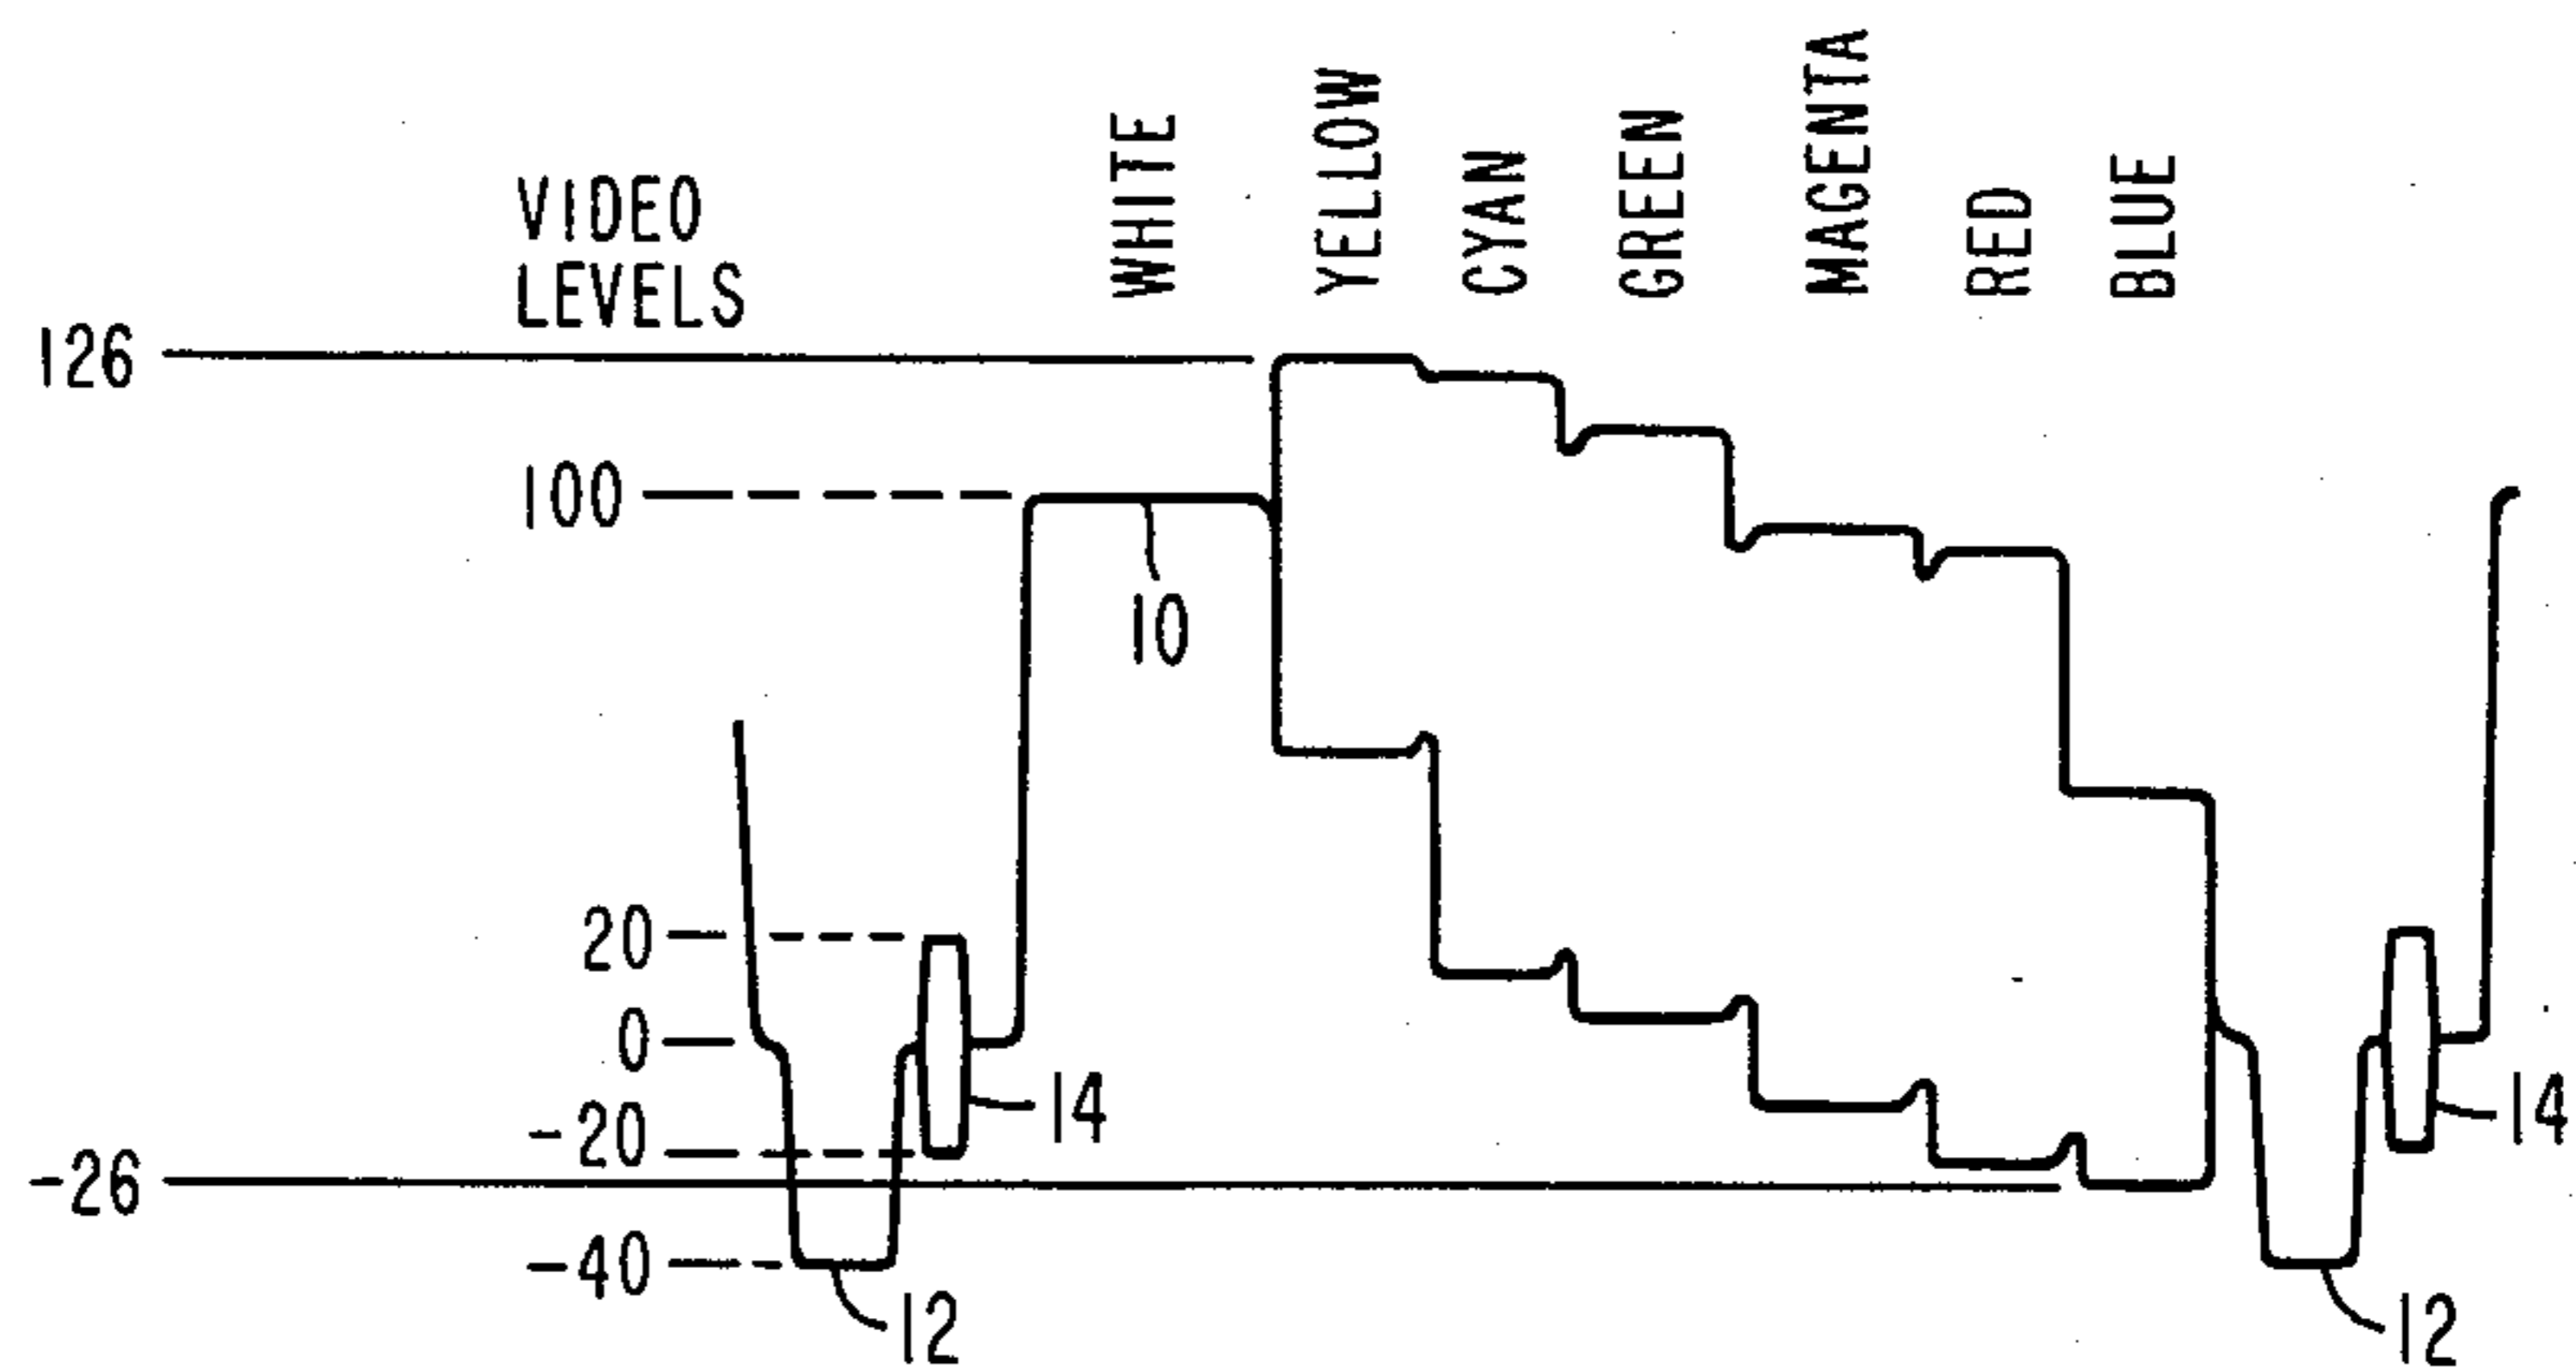 VIDEO
LEVELS
WHITE
YELLOW
CYAN
GREEN
MAGENTA
RED
BLUE
126
100
10
20
0
-20
14
14
-26
-40
12
12